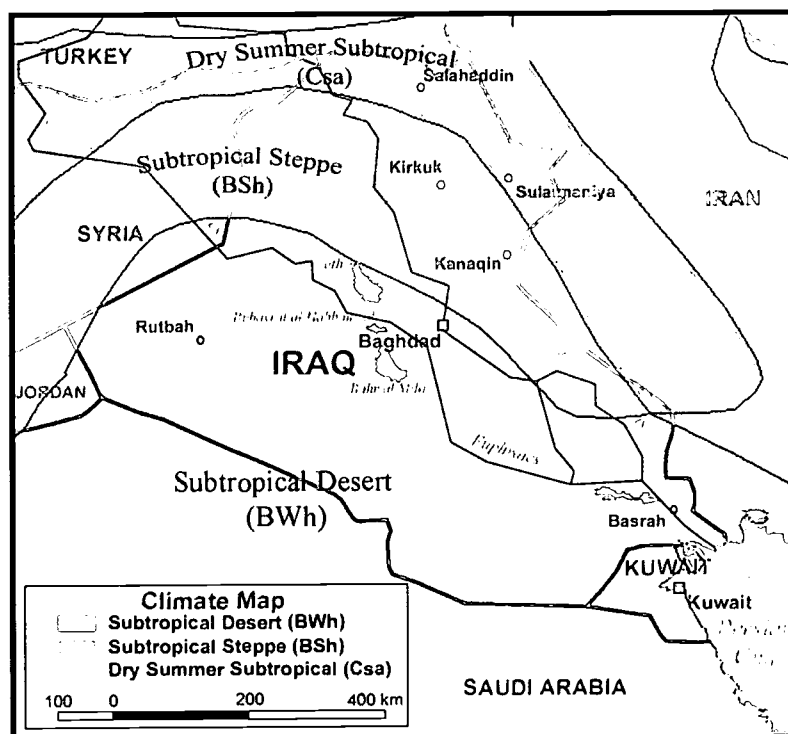 TURKEY
Dry Summer Subtropical
(Csa)
Salaheddin
Subtropical Steppe
(BSh)
Kirkuk
Sulaimaniya
IRAN
SYRIA
Kanaqin
Rutbah
Baghdad
IRAQ
JORDAN
Euphrates
Subtropical Desert
(BWh)
Basrah
KUWAIT
Kuwait
Persian
SAUDI ARABIA
Climate Map
Subtropical Desert (BWh)
Subtropical Steppe (BSh)
Dry Summer Subtropical (Csa)
100 0 200 400 km